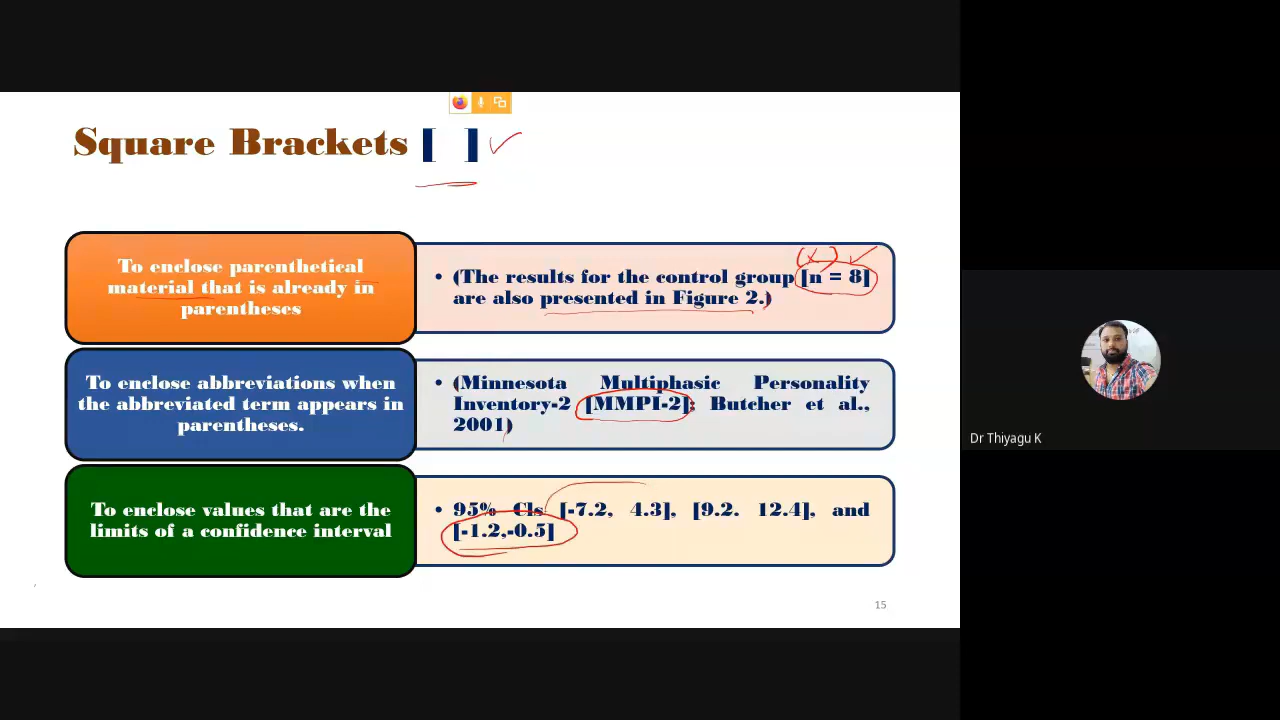 Square Brackets [ ]
To enclose parenthetical
material that is already in
parentheses
• (The results for the control group [n = 8]
are also presented in Figure 2.)
To enclose abbreviations when
the abbreviated term appears in
parentheses.
• (Minnesota Multiphasic Personality
Inventory-2 [MMPI-2]; Butcher et al.,
2001)
To enclose values that are the
limits of a confidence interval
• 95% Cls [-7.2, 4.3], [9.2. 12.4], and
[-1.2,-0.5]
15
Dr Thiyagu K